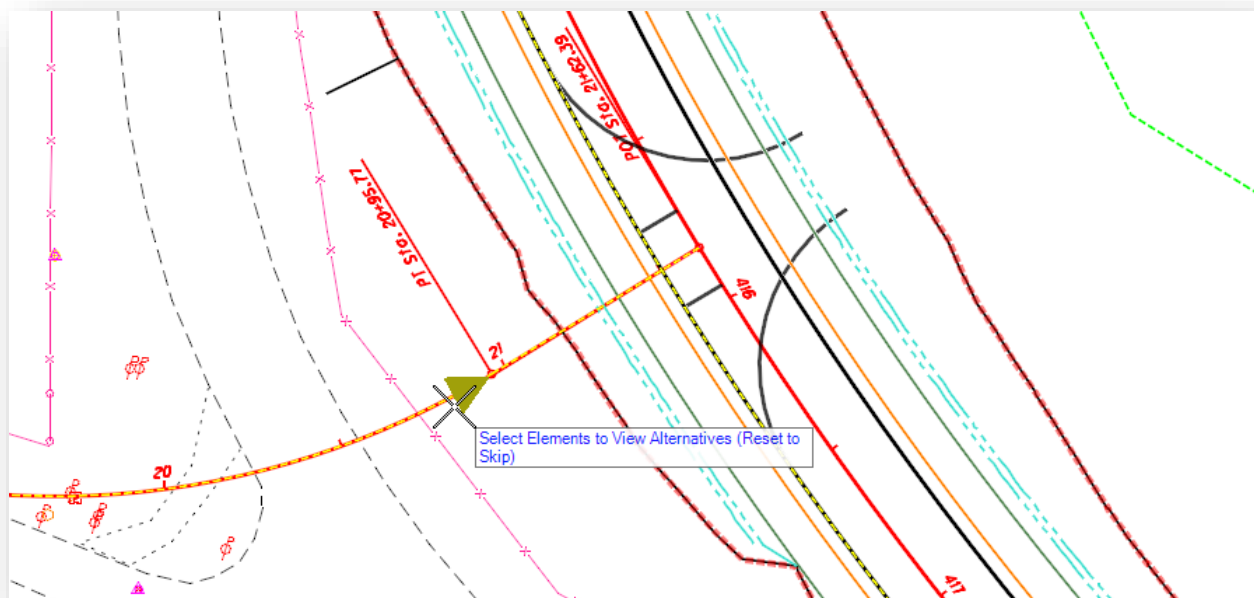 POT Sta. 21+62.39
PT Sta. 20+95.77
416
21
Select Elements to View Alternatives (Reset to
Skip)
20
417